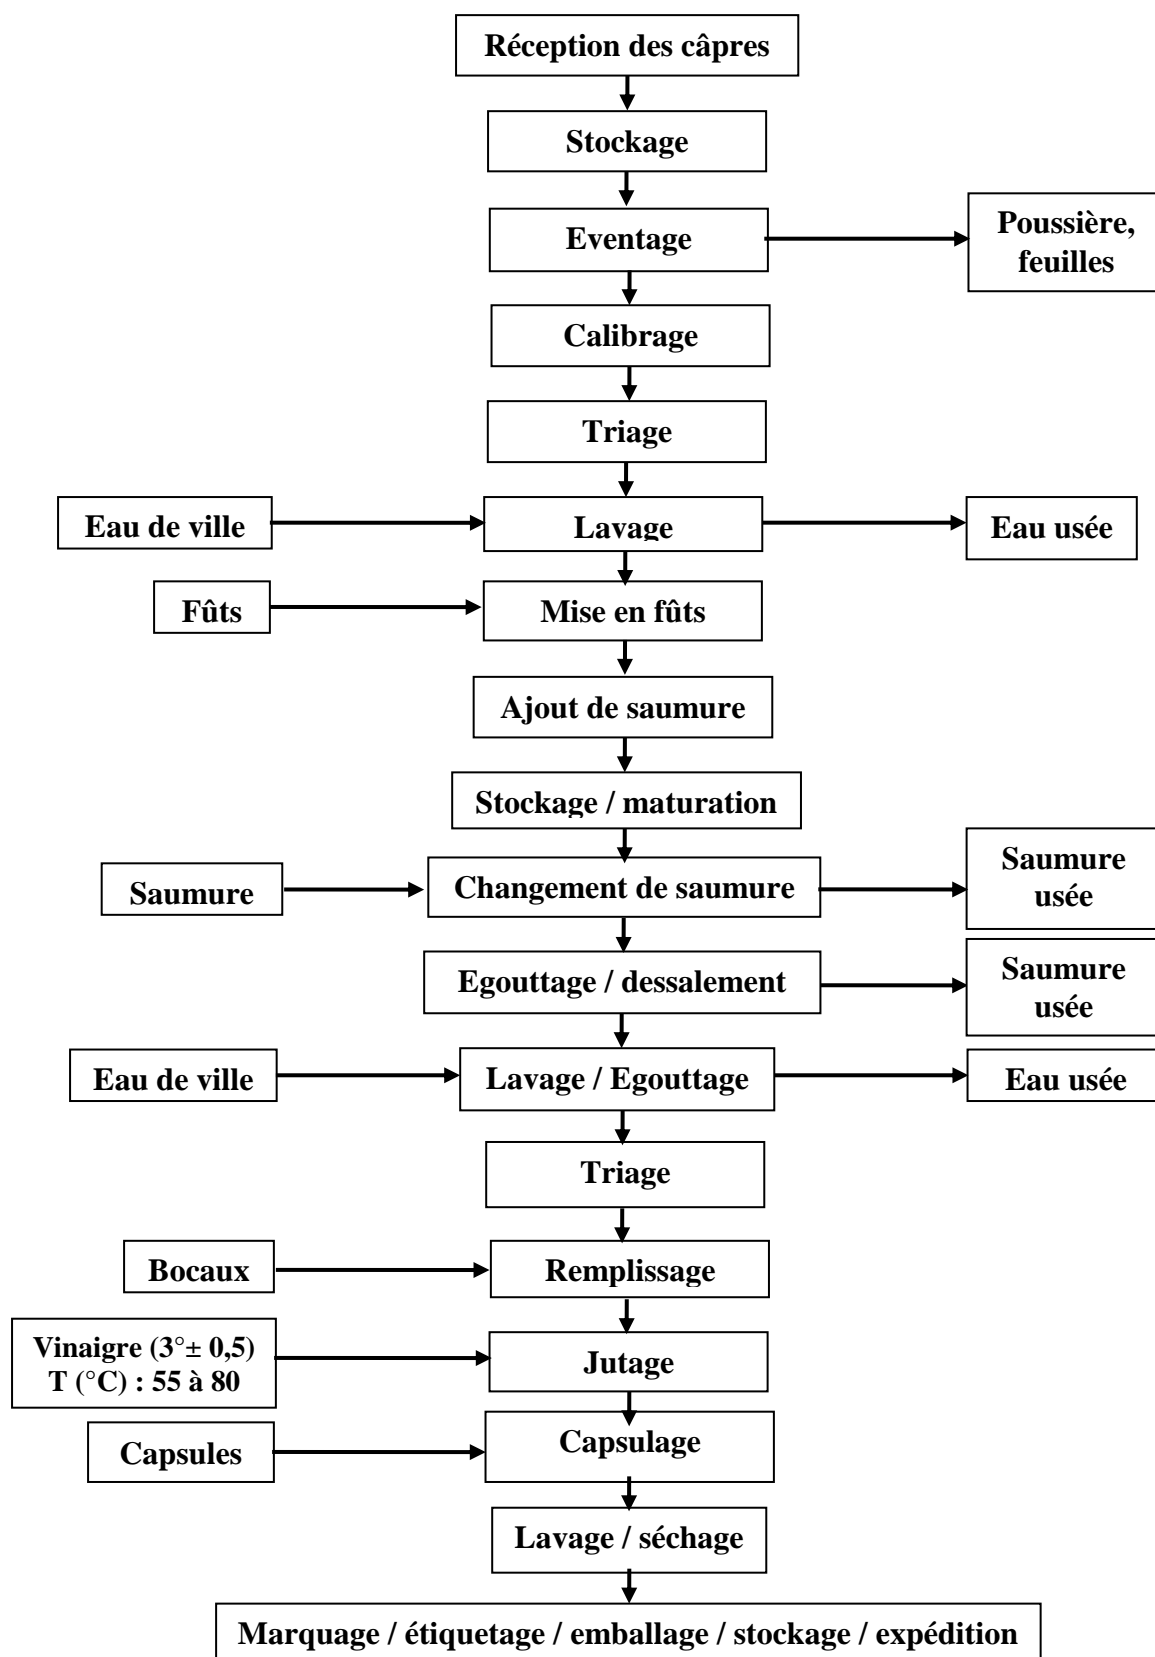 Réception des câpres
Stockage
Eventage
Poussière,
feuilles
Calibrage
Triage
Eau de ville
Lavage
Eau usée
Fûts
Mise en fûts
Ajout de saumure
Stockage / maturation
Saumure
Changement de saumure
Saumure
usée
Egouttage / dessalement
Saumure
usée
Eau de ville
Lavage / Egouttage
Eau usée
Triage
Bocaux
Remplissage
Vinaigre (3°± 0,5)
T (°C) : 55 à 80
Jutage
Capsules
Capsulage
Lavage / séchage
Marquage / étiquetage / emballage / stockage / expédition